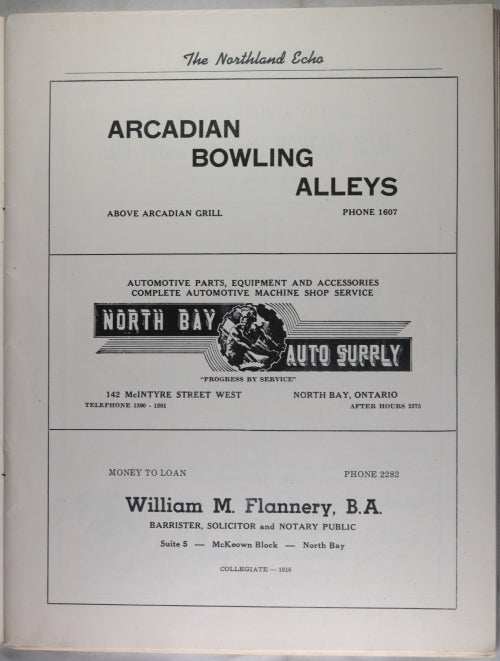 The Northland Echo
ARCADIAN
BOWLING
ALLEYS
ABOVE ARCADIAN GRILL PHONE 1607
AUTOMOTIVE PARTS, EQUIPMENT AND ACCESSORIES
COMPLETE AUTOMOTIVE MACHINE SHOP SERVICE
NORTH BAY
AUTO SUPPLY
"PROGRESS BY SERVICE"
142 McINTYRE STREET WEST NORTH BAY, ONTARIO
TELEPHONE 1300 - 1301 AFTER HOURS 2375
MONEY TO LOAN PHONE 2282
William M. Flannery, B.A.
BARRISTER, SOLICITOR and NOTARY PUBLIC
Suite 5 — McKeown Block — North Bay
COLLEGIATE — 1916